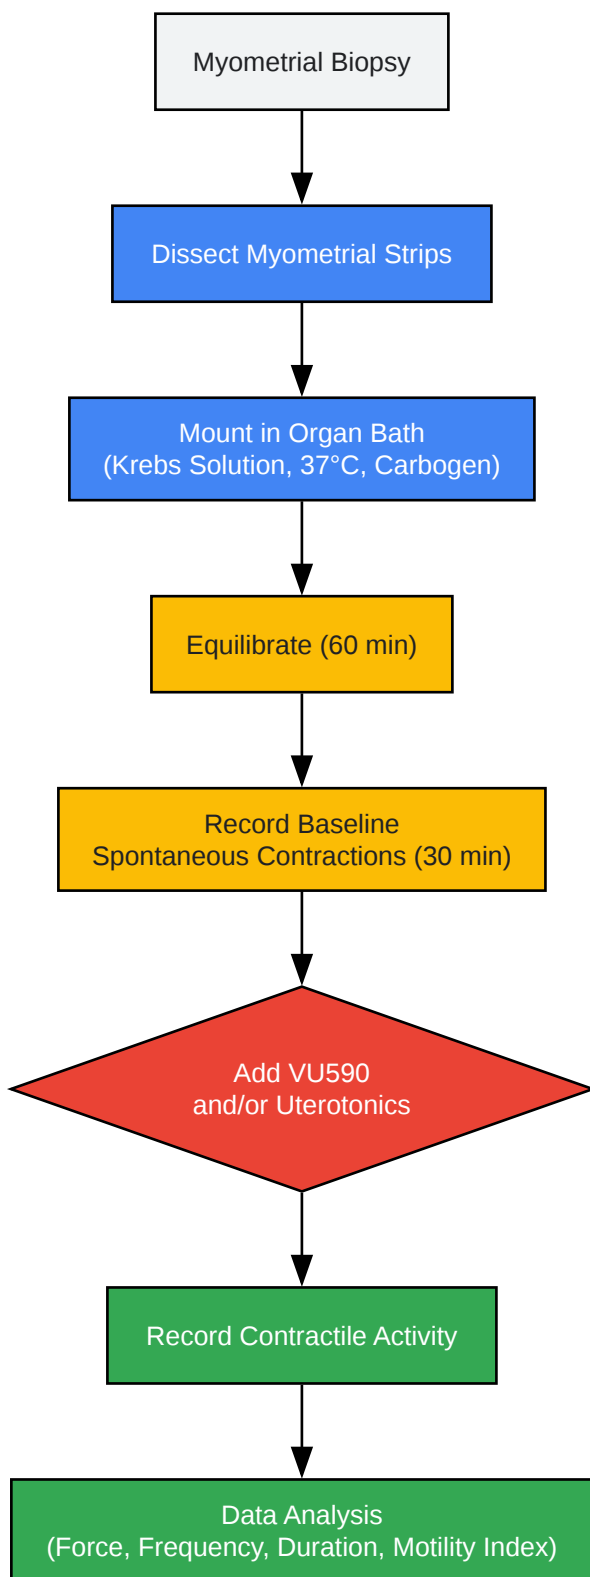 Myometrial Biopsy
Dissect Myometrial Strips
Mount in Organ Bath
(Krebs Solution, 37°C, Carbogen)
Equilibrate (60 min)
Record Baseline
Spontaneous Contractions (30 min)
Add VU590
and/or Uterotonics
Record Contractile Activity
Data Analysis
(Force, Frequency, Duration, Motility Index)